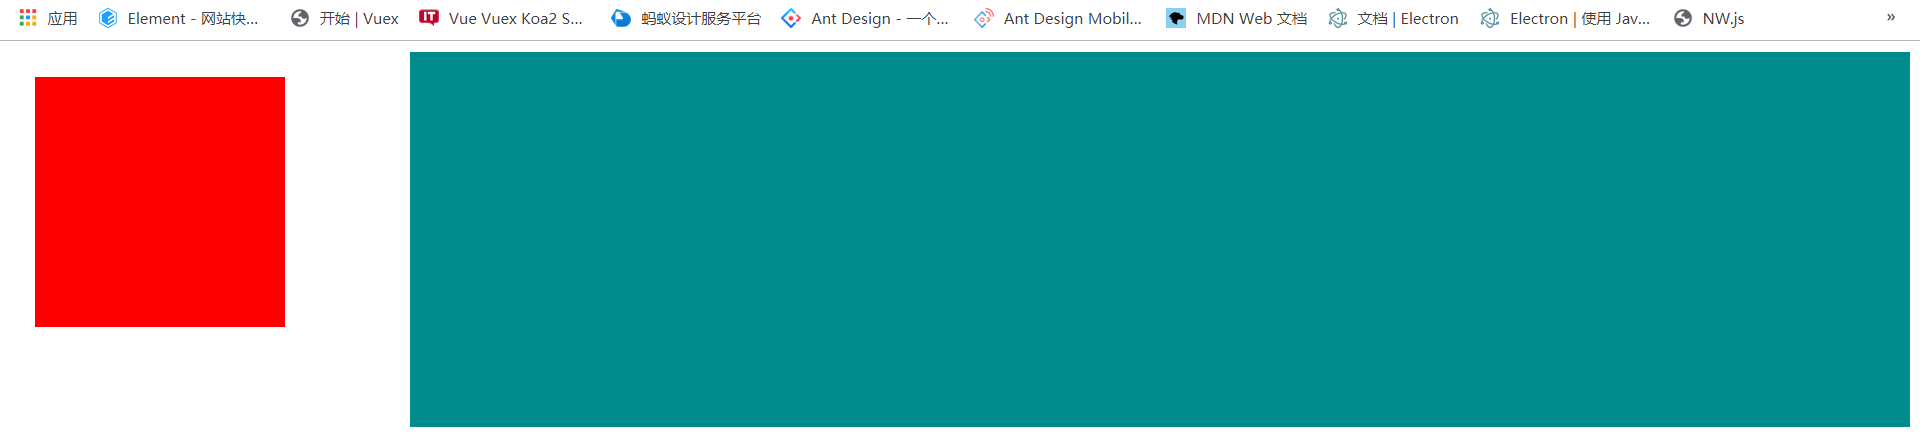 应用 Element - 网站快... 开始 | Vuex IT Vue Vuex Koa2 S... 蚂蚁设计服务平台 Ant Design - 一个... Ant Design Mobil... MDN Web 文档 文档 | Electron Electron | 使用 Jav... NW.js »